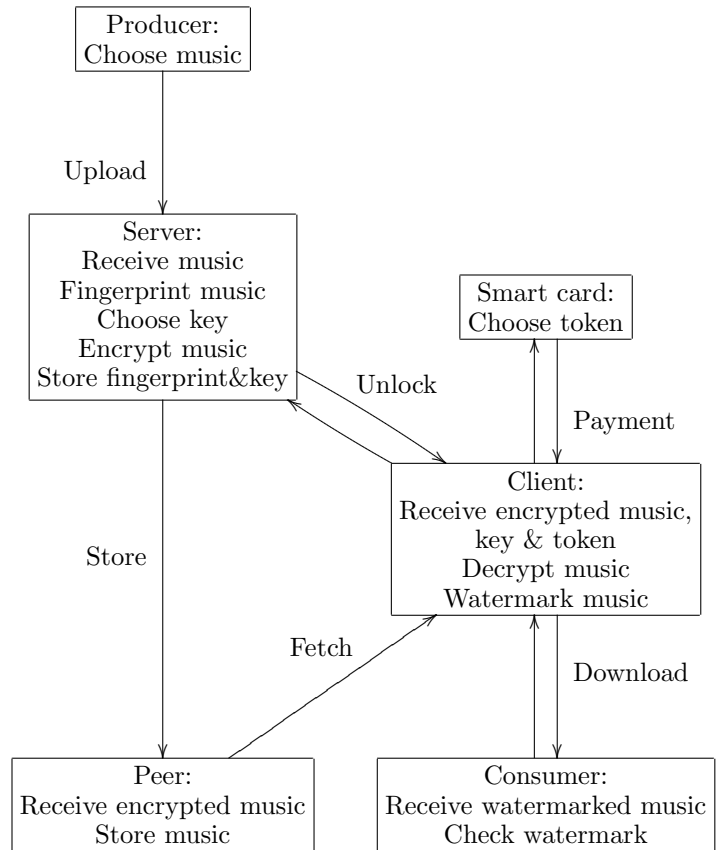 Producer:
Choose music
Upload
Server:
Receive music
Fingerprint music
Choose key
Encrypt music
Store fingerprint&key
Smart card:
Choose token
Unlock
Payment
Client:
Receive encrypted music,
key & token
Decrypt music
Watermark music
Store
Fetch
Download
Peer:
Receive encrypted music
Store music
Consumer:
Receive watermarked music
Check watermark